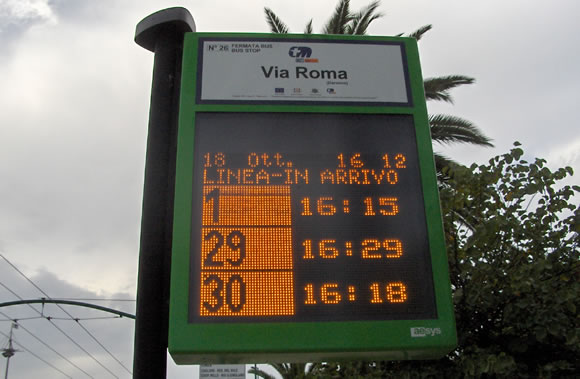 N° 26
FERMATA BUS
BUS STOP
Via Roma
18 Ott. 16 12
LINEA-IN ARRIVO
1 16:15
29 16:29
30 16:18
aesys